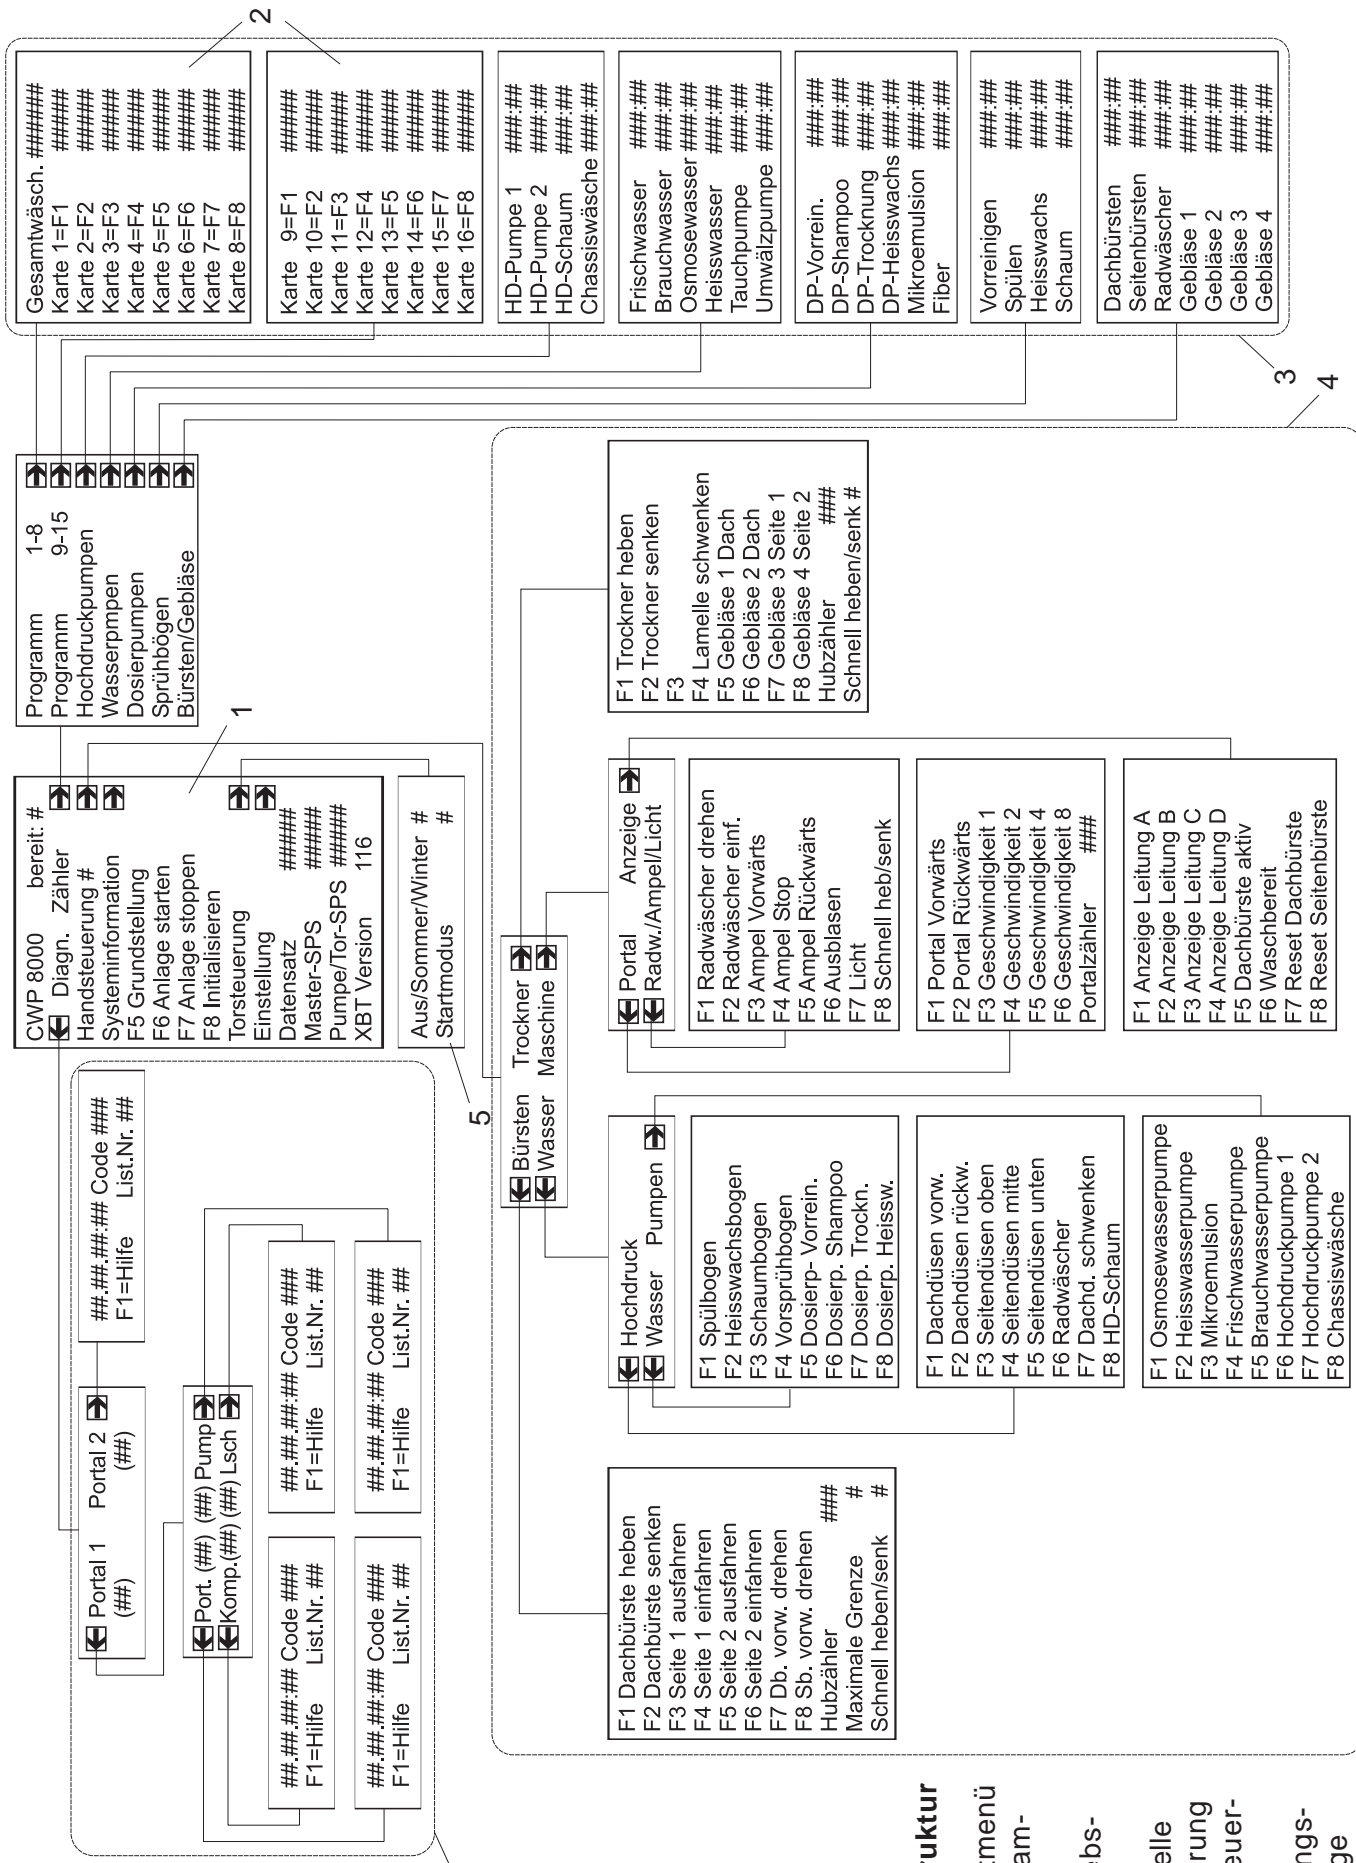 CWP 8000 bereit: #
Diagn. Zähler
Handsteuerung #
Systeminformation
F5 Grundstellung
F6 Anlage starten
F7 Anlage stoppen
F8 Initialisieren
Torsteuerung
Einstellung
Datensatz #####
Master-SPS #####
Pumpe/Tor-SPS #####
XBT Version 116
1
Aus/Sommer/Winter #
Startmodus #
5
Programm 1-8
Programm 9-15
Hochdruckpumpen
Wasserpmpen
Dosierpumpen
Sprühbögen
Bürsten/Gebläse
Gesamtwäsch. ######
Karte 1=F1 #####
Karte 2=F2 #####
Karte 3=F3 #####
Karte 4=F4 #####
Karte 5=F5 #####
Karte 6=F6 #####
Karte 7=F7 #####
Karte 8=F8 #####
2
Karte 9=F1 #####
Karte 10=F2 #####
Karte 11=F3 #####
Karte 12=F4 #####
Karte 13=F5 #####
Karte 14=F6 #####
Karte 15=F7 #####
Karte 16=F8 #####
HD-Pumpe 1 ###:##
HD-Pumpe 2 ###:##
HD-Schaum ###:##
Chassiswäsche ###:##
Frischwasser ###:##
Brauchwasser ###:##
Osmosewasser ###:##
Heisswasser ###:##
Tauchpumpe ###:##
Umwälzpumpe ###:##
DP-Vorrein. ###:##
DP-Shampoo ###:##
DP-Trocknung ###:##
DP-Heisswachs ###:##
Mikroemulsion ###:##
Fiber ###:##
Vorreinigen ###:##
Spülen ###:##
Heisswachs ###:##
Schaum ###:##
Dachbürsten ###:##
Seitenbürsten ###:##
Radwäscher ###:##
Gebläse 1 ###:##
Gebläse 2 ###:##
Gebläse 3 ###:##
Gebläse 4 ###:##
3
4
Portal 1 Portal 2
(##) (##)
##.##.##:## Code ###
F1=Hilfe List.Nr. ##
Port. (##) (##) Pump
Komp.(##) (##) Lsch
##.##.##:## Code ###
F1=Hilfe List.Nr. ##
##.##.##:## Code ###
F1=Hilfe List.Nr. ##
##.##.##:## Code ###
F1=Hilfe List.Nr. ##
##.##.##:## Code ###
F1=Hilfe List.Nr. ##
Bürsten Trockner
Wasser Maschine
F1 Dachbürste heben
F2 Dachbürste senken
F3 Seite 1 ausfahren
F4 Seite 1 einfahren
F5 Seite 2 ausfahren
F6 Seite 2 einfahren
F7 Db. vorw. drehen
F8 Sb. vorw. drehen
Hubzähler ###
Maximale Grenze #
Schnell heben/senk #
Hochdruck
Wasser Pumpen
F1 Spülbogen
F2 Heisswachsbogen
F3 Schaumbogen
F4 Vorsprühbogen
F5 Dosierp- Vorrein.
F6 Dosierp. Shampoo
F7 Dosierp. Trockn.
F8 Dosierp. Heissw.
F1 Dachdüsen vorw.
F2 Dachdüsen rückw.
F3 Seitendüsen oben
F4 Seitendüsen mitte
F5 Seitendüsen unten
F6 Radwäscher
F7 Dachd. schwenken
F8 HD-Schaum
F1 Osmosewasserpumpe
F2 Heisswasserpumpe
F3 Mikroemulsion
F4 Frischwasserpumpe
F5 Brauchwasserpumpe
F6 Hochdruckpumpe 1
F7 Hockdruckpumpe 2
F8 Chassiswäsche
Portal Anzeige
Radw./Ampel/Licht
F1 Radwäscher drehen
F2 Radwäscher einf.
F3 Ampel Vorwärts
F4 Ampel Stop
F5 Ampel Rückwärts
F6 Ausblasen
F7 Licht
F8 Schnell heb/senk
F1 Portal Vorwärts
F2 Portal Rückwärts
F3 Geschwindigkeit 1
F4 Geschwindigkeit 2
F5 Geschwindigkeit 4
F6 Geschwindigkeit 8
Portalzähler ###
F1 Anzeige Leitung A
F2 Anzeige Leitung B
F3 Anzeige Leitung C
F4 Anzeige Leitung D
F5 Dachbürste aktiv
F6 Waschbereit
F7 Reset Dachbürste
F8 Reset Seitenbürste
F1 Trockner heben
F2 Trockner senken
F3
F4 Lamelle schwenken
F5 Gebläse 1 Dach
F6 Gebläse 2 Dach
F7 Gebläse 3 Seite 1
F8 Gebläse 4 Seite 2
Hubzähler ###
Schnell heben/senk #
ruktur
tmenü
am-
ebs-
elle
rung
euer-
ngs-
ge